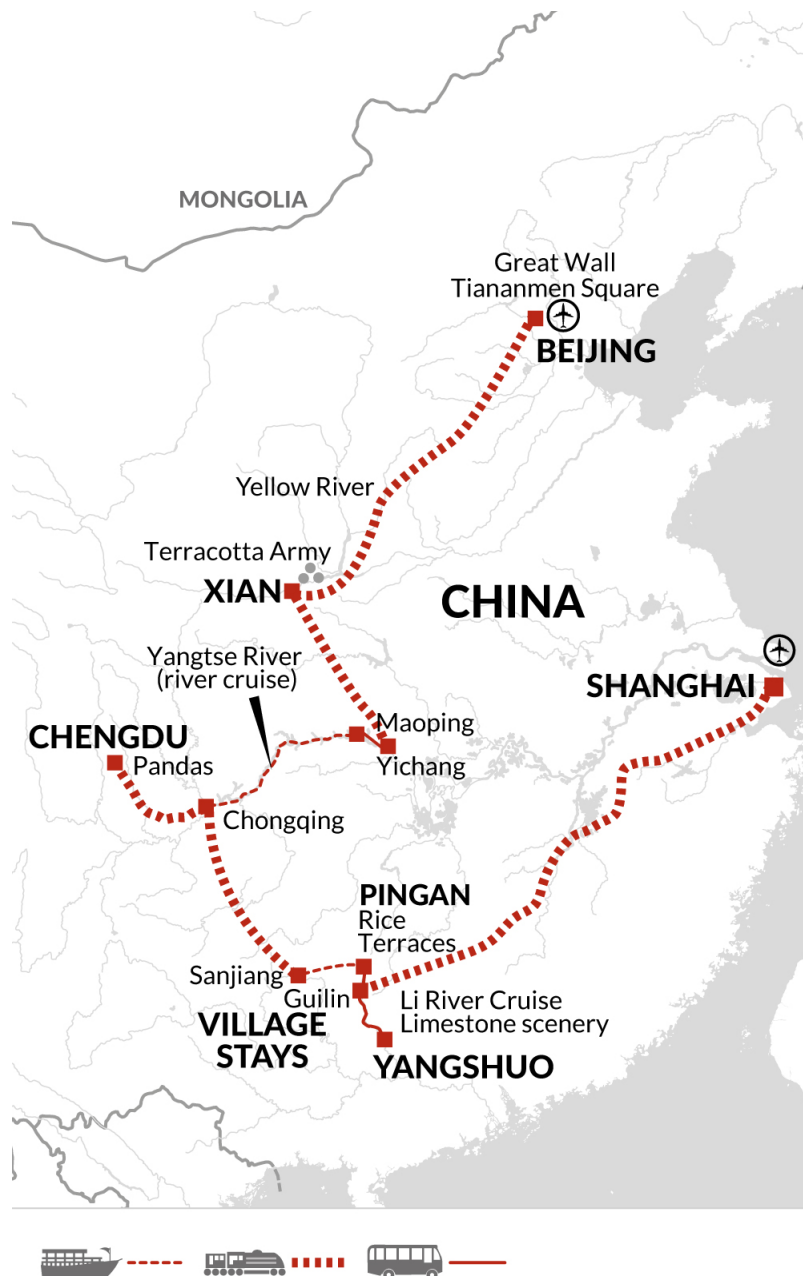 MONGOLIA
Great Wall
Tiananmen Square
BEIJING
Yellow River
Terracotta Army
XIAN
CHINA
Yangtse River
(river cruise)
SHANGHAI
Maoping
CHENGDU
Pandas
Yichang
Chongqing
PINGAN
Rice
Terraces
Sanjiang
Guilin
Li River Cruise
Limestone scenery
VILLAGE
STAYS
YANGSHUO